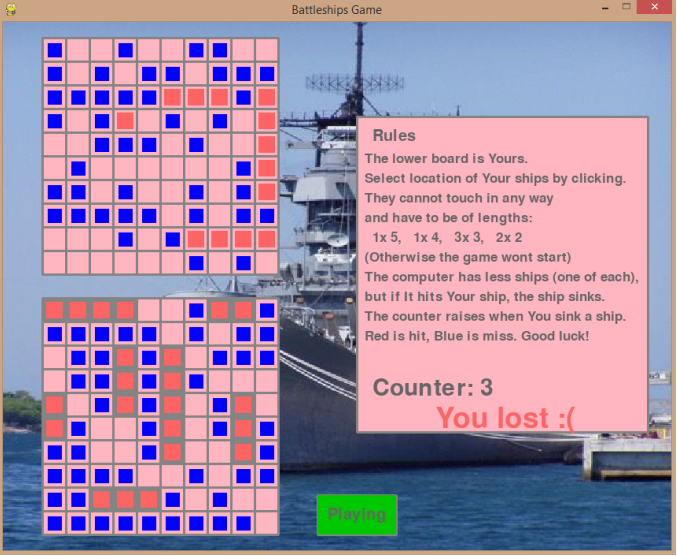 Battleships Game
Rules
The lower board is Yours.
Select location of Your ships by clicking.
They cannot touch in any way
and have to be of lengths:
1x 5, 1x 4, 3x 3, 2x 2
(Otherwise the game wont start)
The computer has less ships (one of each),
but if It hits Your ship, the ship sinks.
The counter raises when You sink a ship.
Red is hit, Blue is miss. Good luck!
Counter: 3
You lost :(
Playing